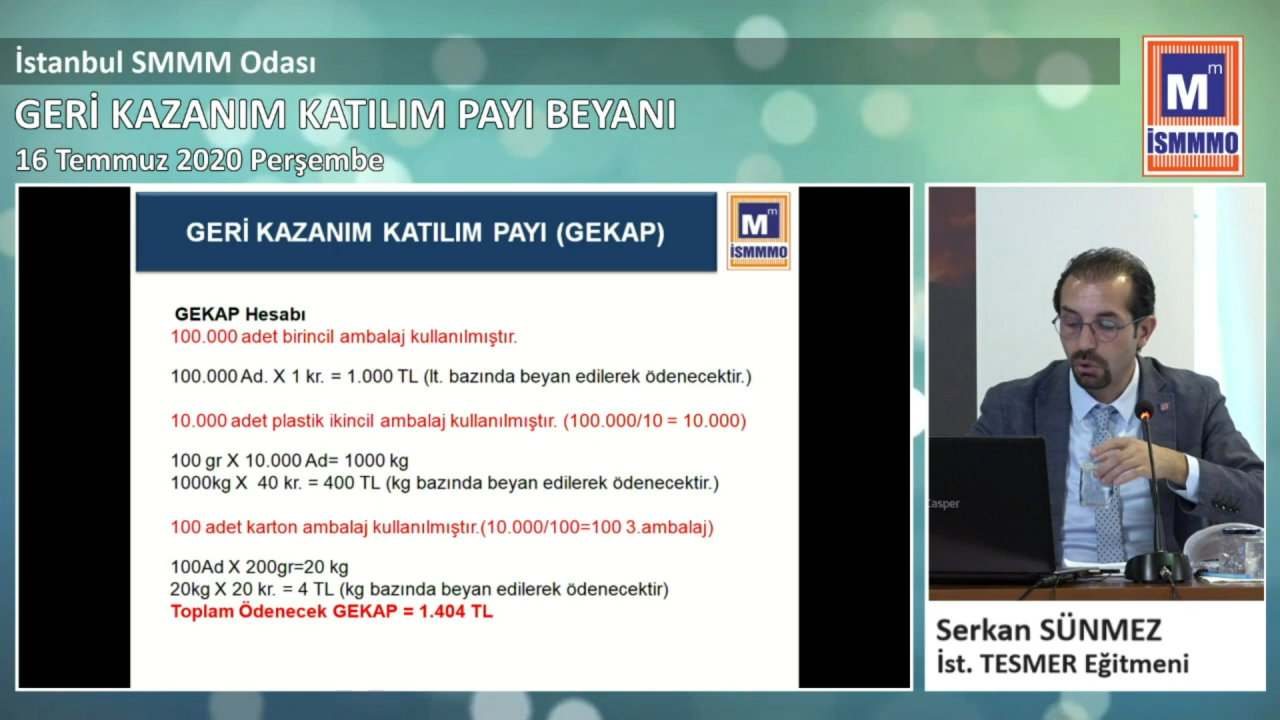 İstanbul SMMM Odası
GERİ KAZANIM KATILIM PAYI BEYANI
16 Temmuz 2020 Perşembe
Mm
İSMMMO
GERİ KAZANIM KATILIM PAYI (GEKAP)
Mm
İSMMMO
GEKAP Hesabı
100.000 adet birincil ambalaj kullanılmıştır.
100.000 Ad. X 1 kr. = 1.000 TL (lt. bazında beyan edilerek ödenecektir.)
10.000 adet plastik ikincil ambalaj kullanılmıştır. (100.000/10 = 10.000)
100 gr X 10.000 Ad= 1000 kg
1000kg X 40 kr. = 400 TL (kg bazında beyan edilerek ödenecektir.)
100 adet karton ambalaj kullanılmıştır.(10.000/100=100 3.ambalaj)
100Ad X 200gr=20 kg
20kg X 20 kr. = 4 TL (kg bazında beyan edilerek ödenecektir)
Toplam Ödenecek GEKAP = 1.404 TL
Casper
Serkan SÜNMEZ
İst. TESMER Eğitmeni